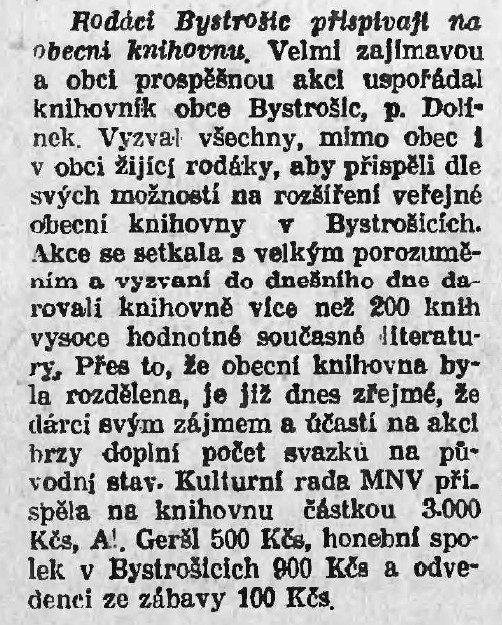 Rodáci Bystrošic přispívají na
obecní knihovnu. Velmi zajímavou
a obci prospěšnou akci uspořádal
knihovník obce Bystrošic, p. Dolí-
nek. Vyzval všechny, mimo obec i
v obci žijící rodáky, aby přispěli dle
svých možností na rozšíření veřejné
obecní knihovny v Bystrošicích.
Akce se setkala s velkým porozumě-
ním a vyzvaní do dnešního dne da-
rovali knihovně více než 200 knih
vysoce hodnotné současné literatu-
ry. Přes to, že obecní knihovna by-
la rozdělena, je již dnes zřejmé, že
dárci svým zájmem a účastí na akci
brzy doplní počet svazků na pů-
vodní stav. Kulturní rada MNV při-
spěla na knihovnu částkou 3.000
Kčs, Al. Geršl 500 Kčs, honební spo-
lek v Bystrošicích 900 Kčs a odve-
denci ze zábavy 100 Kčs.